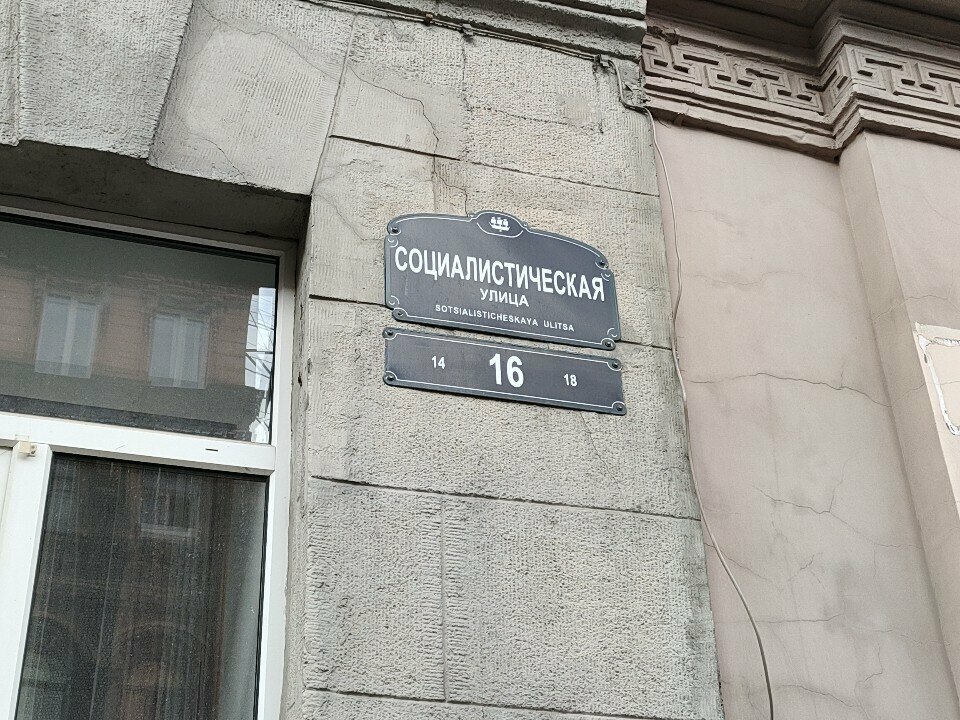 СОЦИАЛИСТИЧЕСКАЯ
УЛИЦА
SOTSIALISTICHESKAYA ULITSA
14 16 18